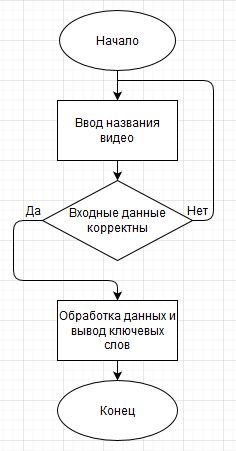 Начало
Ввод названия
видео
Да
Входные данные
корректны
Нет
Обработка данных и
вывод ключевых
слов
Конец